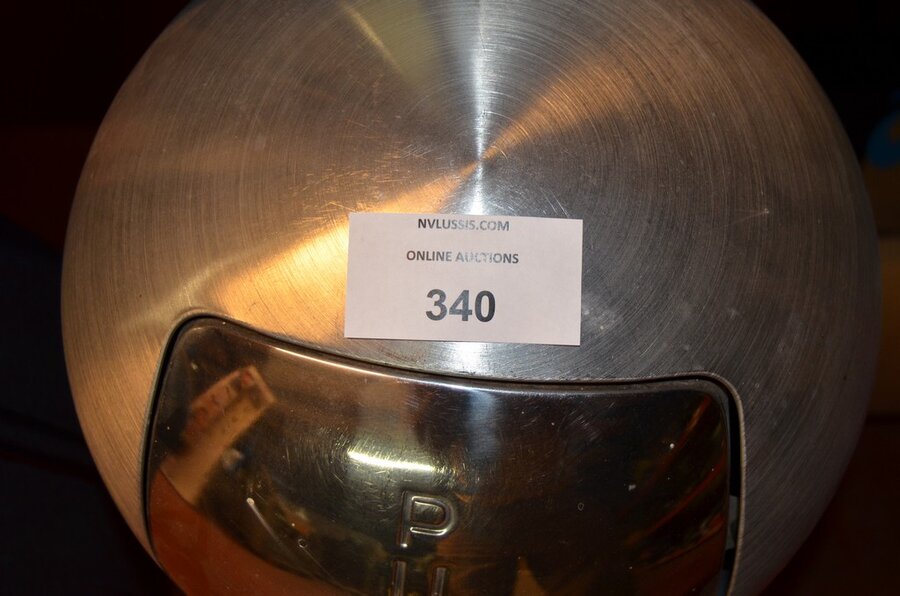 NVLUSSIS.COM
ONLINE AUCTIONS
340
P